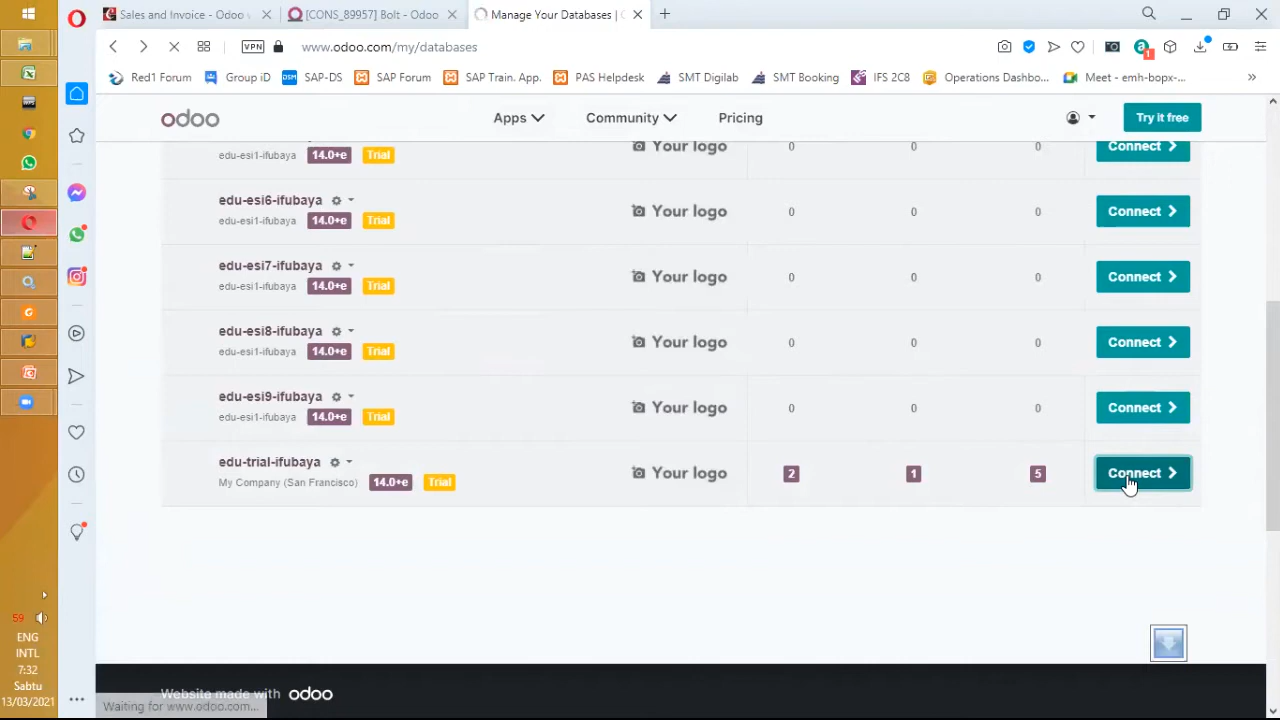 Sales and Invoice - Odoo
[CONS_89957] Bolt - Odoo
Manage Your Databases |
VPN
www.odoo.com/my/databases
1
Red1 Forum
Group iD
DSM
SAP-DS
SAP Forum
SAP Train. App.
PAS Helpdesk
SMT Digilab
SMT Booking
IFS 2C8
Operations Dashbo...
Meet - emh-bopx-...
odoo
Apps
Community
Pricing
Try it free
edu-esi1-ifubaya 14.0+e Trial
Your logo
0
0
0
Connect
edu-esi6-ifubaya
edu-esi1-ifubaya 14.0+e Trial
Your logo
0
0
0
Connect
edu-esi7-ifubaya
edu-esi1-ifubaya 14.0+e Trial
Your logo
0
0
0
Connect
edu-esi8-ifubaya
edu-esi1-ifubaya 14.0+e Trial
Your logo
0
0
0
Connect
edu-esi9-ifubaya
edu-esi1-ifubaya 14.0+e Trial
Your logo
0
0
0
Connect
edu-trial-ifubaya
My Company (San Francisco) 14.0+e Trial
Your logo
2
1
5
Connect
Website made with odoo
Waiting for www.odoo.com...
59
ENG
INTL
7:32
Sabtu
13/03/2021